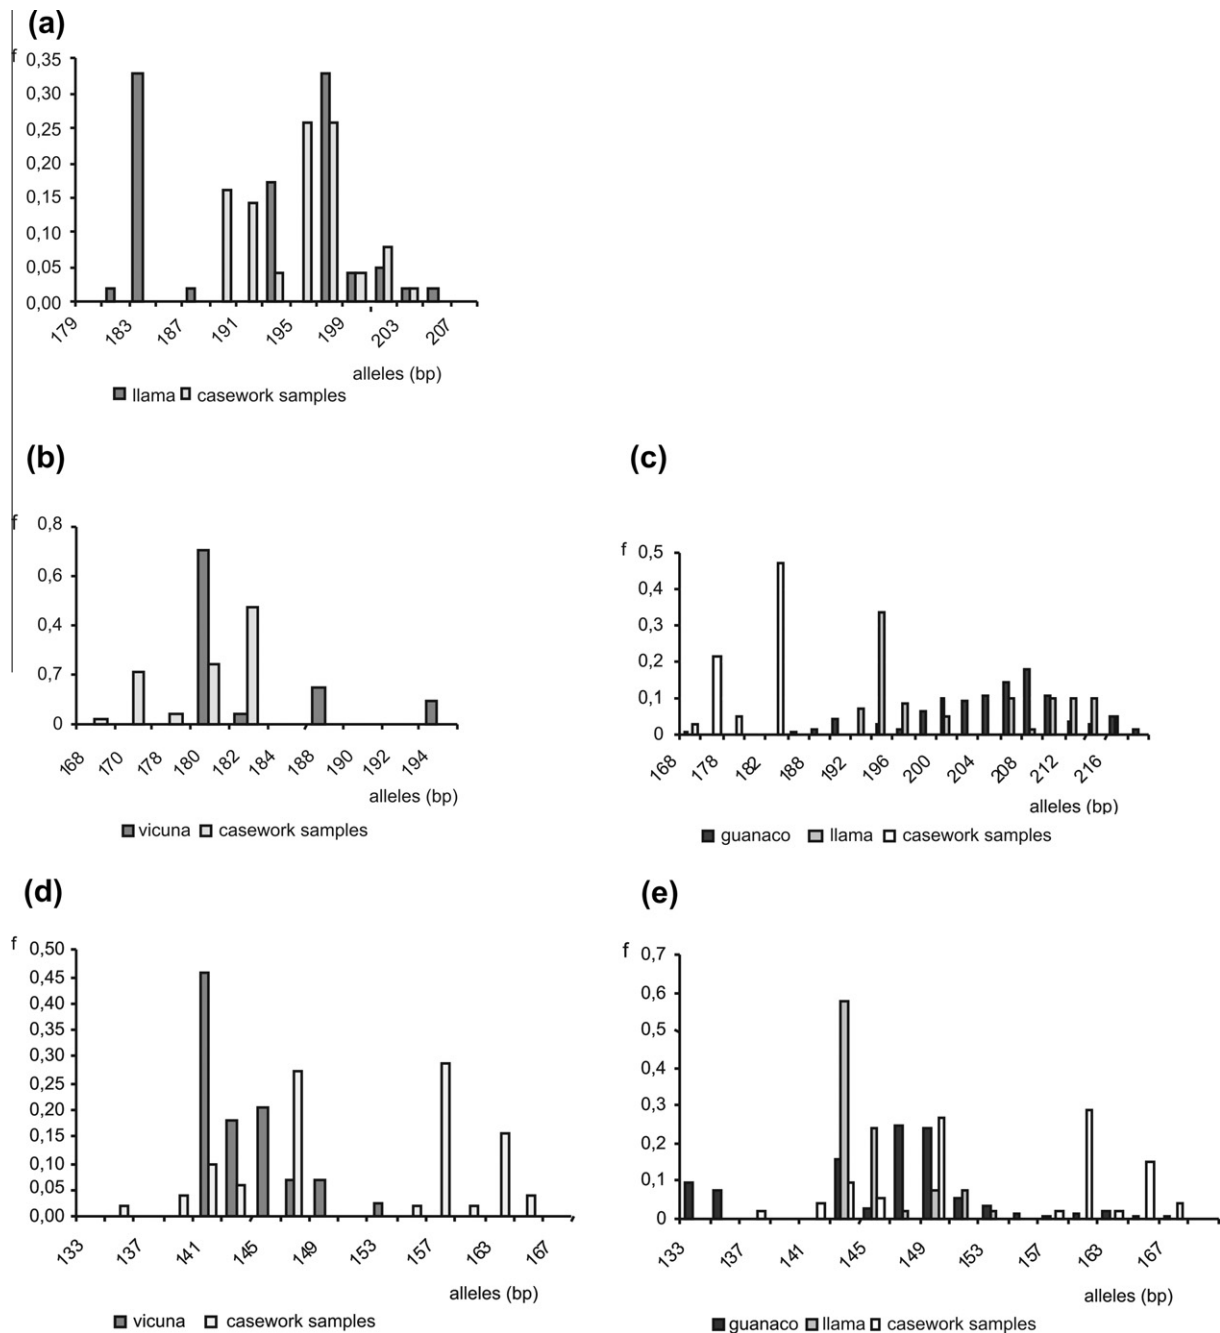 (a)
f 0,35
0,30
0,25
0,20
0,15
0,10
0,05
0,00
179 183 187 191 195 199 203 207
alleles (bp)
llama casework samples
(b)
f 0,8
0,6
0,4
0,7
0
168 170 178 180 182 184 188 190 192 194
alleles (bp)
vicuna casework samples
(c)
f 0,5
0,4
0,3
0,2
0,1
0
168 178 182 188 192 196 200 204 208 212 216
alleles (bp)
guanaco llama casework samples
(d)
f 0,50
0,45
0,40
0,35
0,30
0,25
0,20
0,15
0,10
0,05
0,00
133 137 141 145 149 153 157 163 167
alleles (bp)
vicuna casework samples
(e)
f 0,7
0,6
0,5
0,4
0,3
0,2
0,1
0
133 137 141 145 149 153 157 163 167
alleles (bp)
guanaco llama casework samples